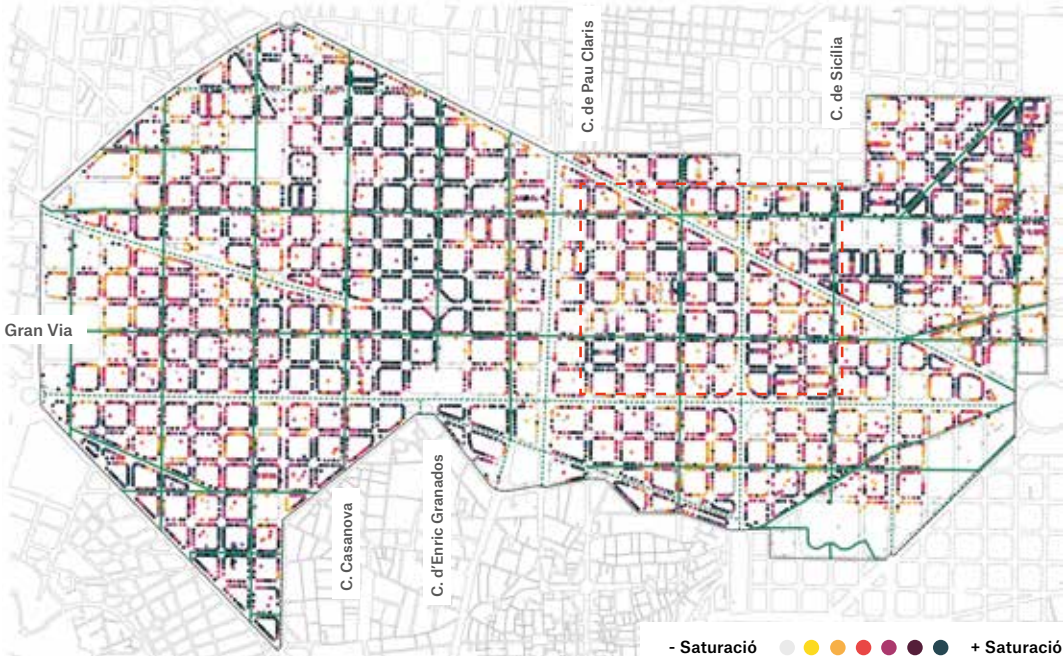 C. de Pau Claris
C. de Sicília
Gran Via
C. Casanova
C. d'Enric Granados
- Saturació
+ Saturació